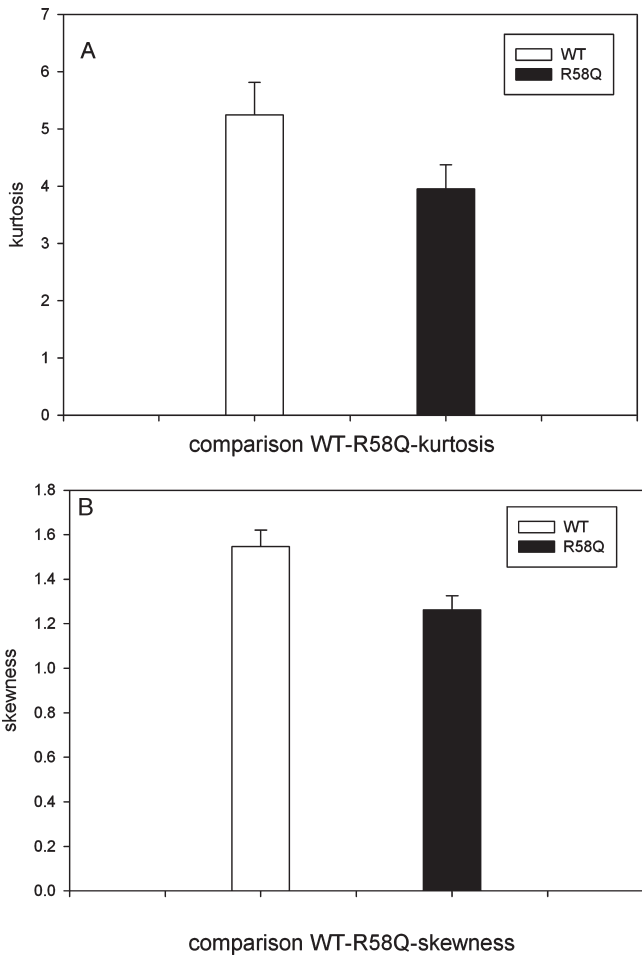 7
A
WT
R58Q
6
5
4
3
2
1
0
kurtosis
comparison WT-R58Q-kurtosis
1.8
B
WT
R58Q
1.6
1.4
1.2
1.0
0.8
0.6
0.4
0.2
0.0
skewness
comparison WT-R58Q-skewness